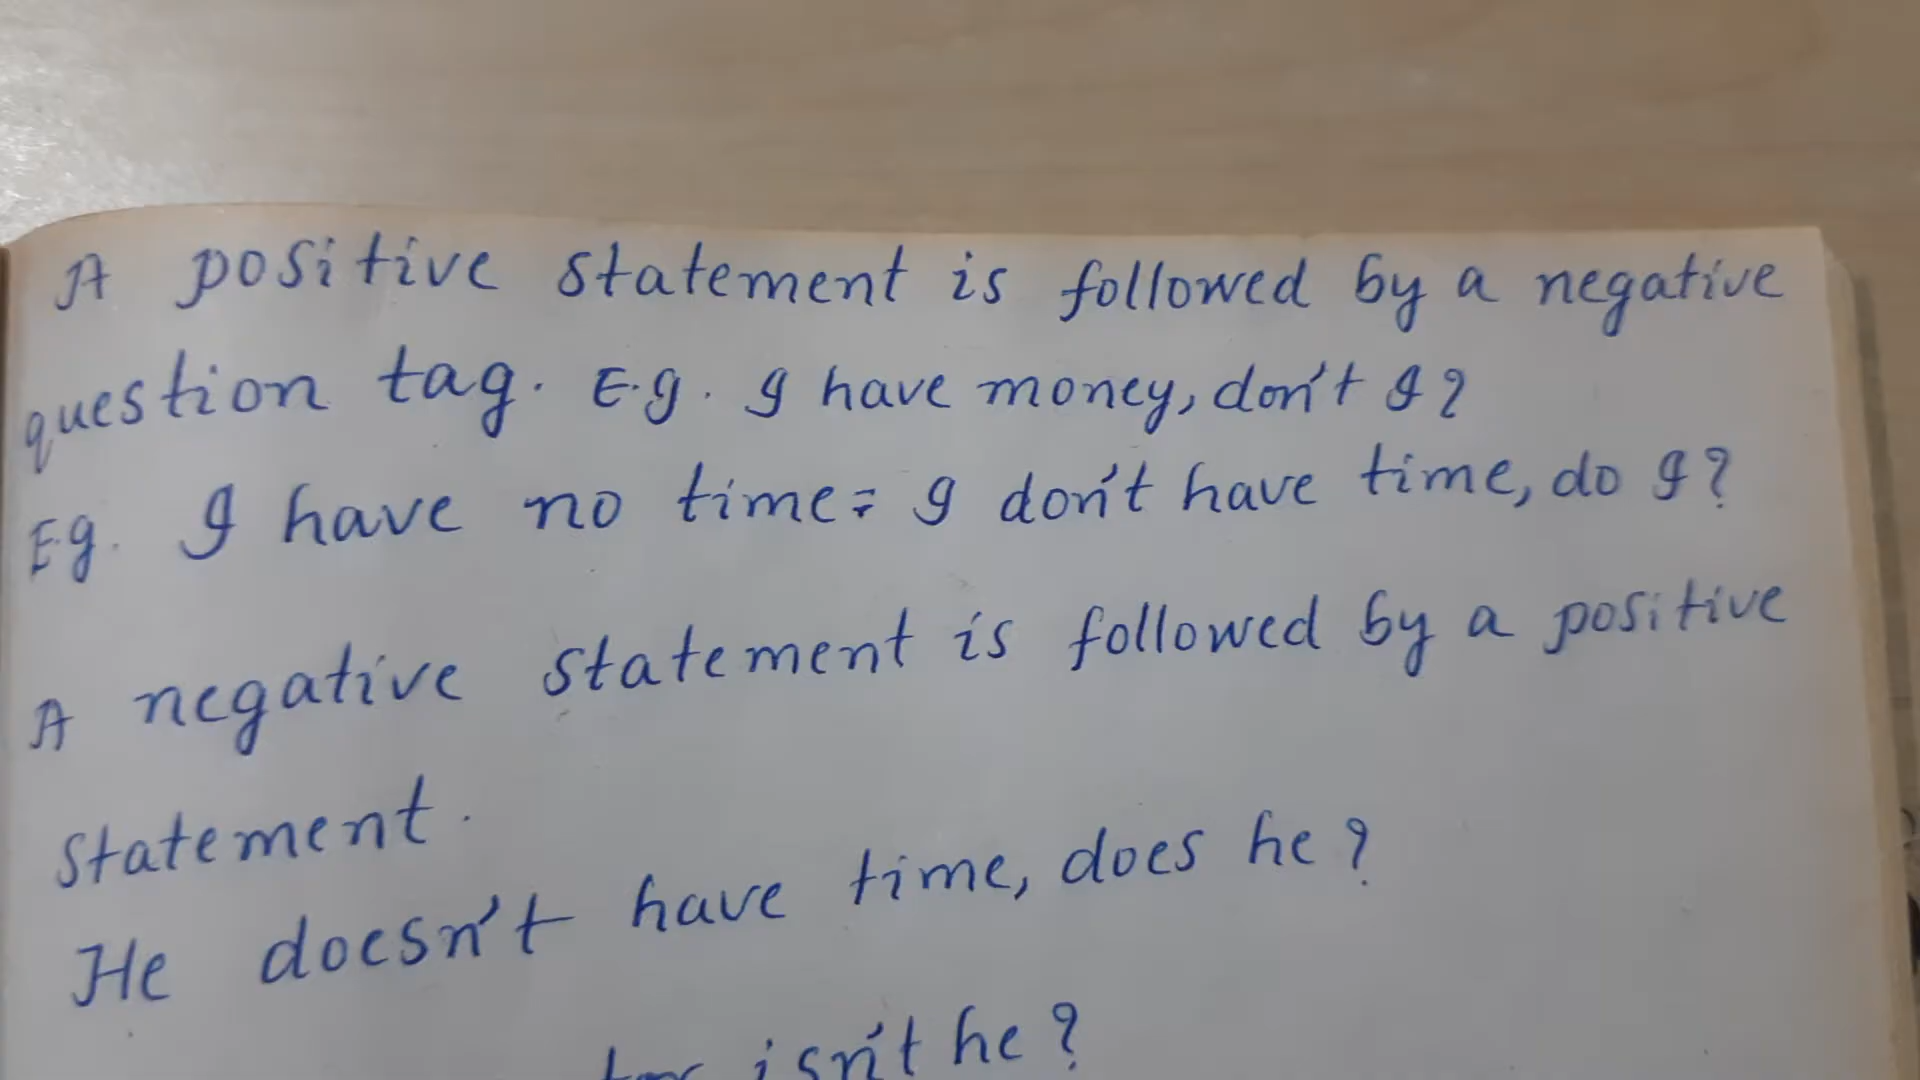 A positive statement is followed by a negative
question tag. E.g. I have money, don't I?
E.g. I have no time = I don't have time, do I?
A negative statement is followed by a positive
statement.
He doesn't have time, does he?
isn't he?